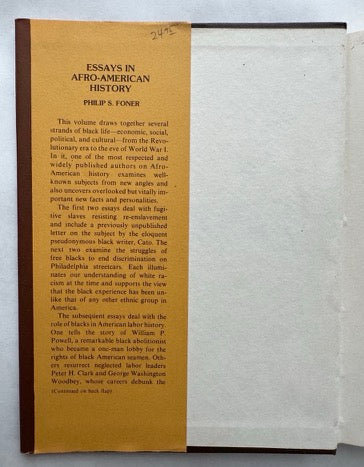 24.95
ESSAYS IN
AFRO-AMERICAN
HISTORY
PHILIP S. FONER
This volume draws together several
strands of black life—economic, social,
political, and cultural—from the Revo-
lutionary era to the eve of World War I.
In it, one of the most respected and
widely published authors on Afro-
American history examines well-
known subjects from new angles and
also uncovers overlooked but vitally im-
portant new facts and personalities.
The first two essays deal with fugi-
tive slaves resisting re-enslavement
and include a previously unpublished
letter on the subject by the eloquent
pseudonymous black writer, Cato. The
next two examine the struggles of
free blacks to end discrimination on
Philadelphia streetcars. Each illumi-
nates our understanding of white ra-
cism at the time and supports the view
that the black experience has been un-
like that of any other ethnic group in
America.
The subsequent essays deal with the
role of blacks in American labor history.
One tells the story of William P.
Powell, a remarkable black abolitionist
who became a one-man lobby for the
rights of black American seamen. Oth-
ers resurrect neglected labor leaders
Peter H. Clark and George Washington
Woodbey, whose careers debunk the
(Continued on back flap)